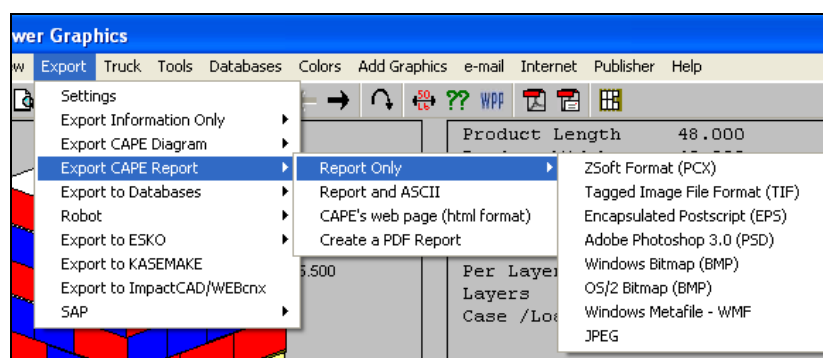 wer Graphics
ew Export Truck Tools Databases Colors Add Graphics e-mail Internet Publisher Help
50 Lb ?? WPP
Settings
Export Information Only
Export CAPE Diagram
Export CAPE Report
Export to Databases
Robot
Export to ESKO
Export to KASEMAKE
Export to ImpactCAD/WEBcnx
SAP
Report Only
Report and ASCII
CAPE's web page (html format)
Create a PDF Report
ZSoft Format (PCX)
Tagged Image File Format (TIF)
Encapsulated Postscript (EPS)
Adobe Photoshop 3.0 (PSD)
Windows Bitmap (BMP)
OS/2 Bitmap (BMP)
Windows Metafile - WMF
JPEG
Product Length 48.000
5.500
Per Layer
Layers
Case /Loa